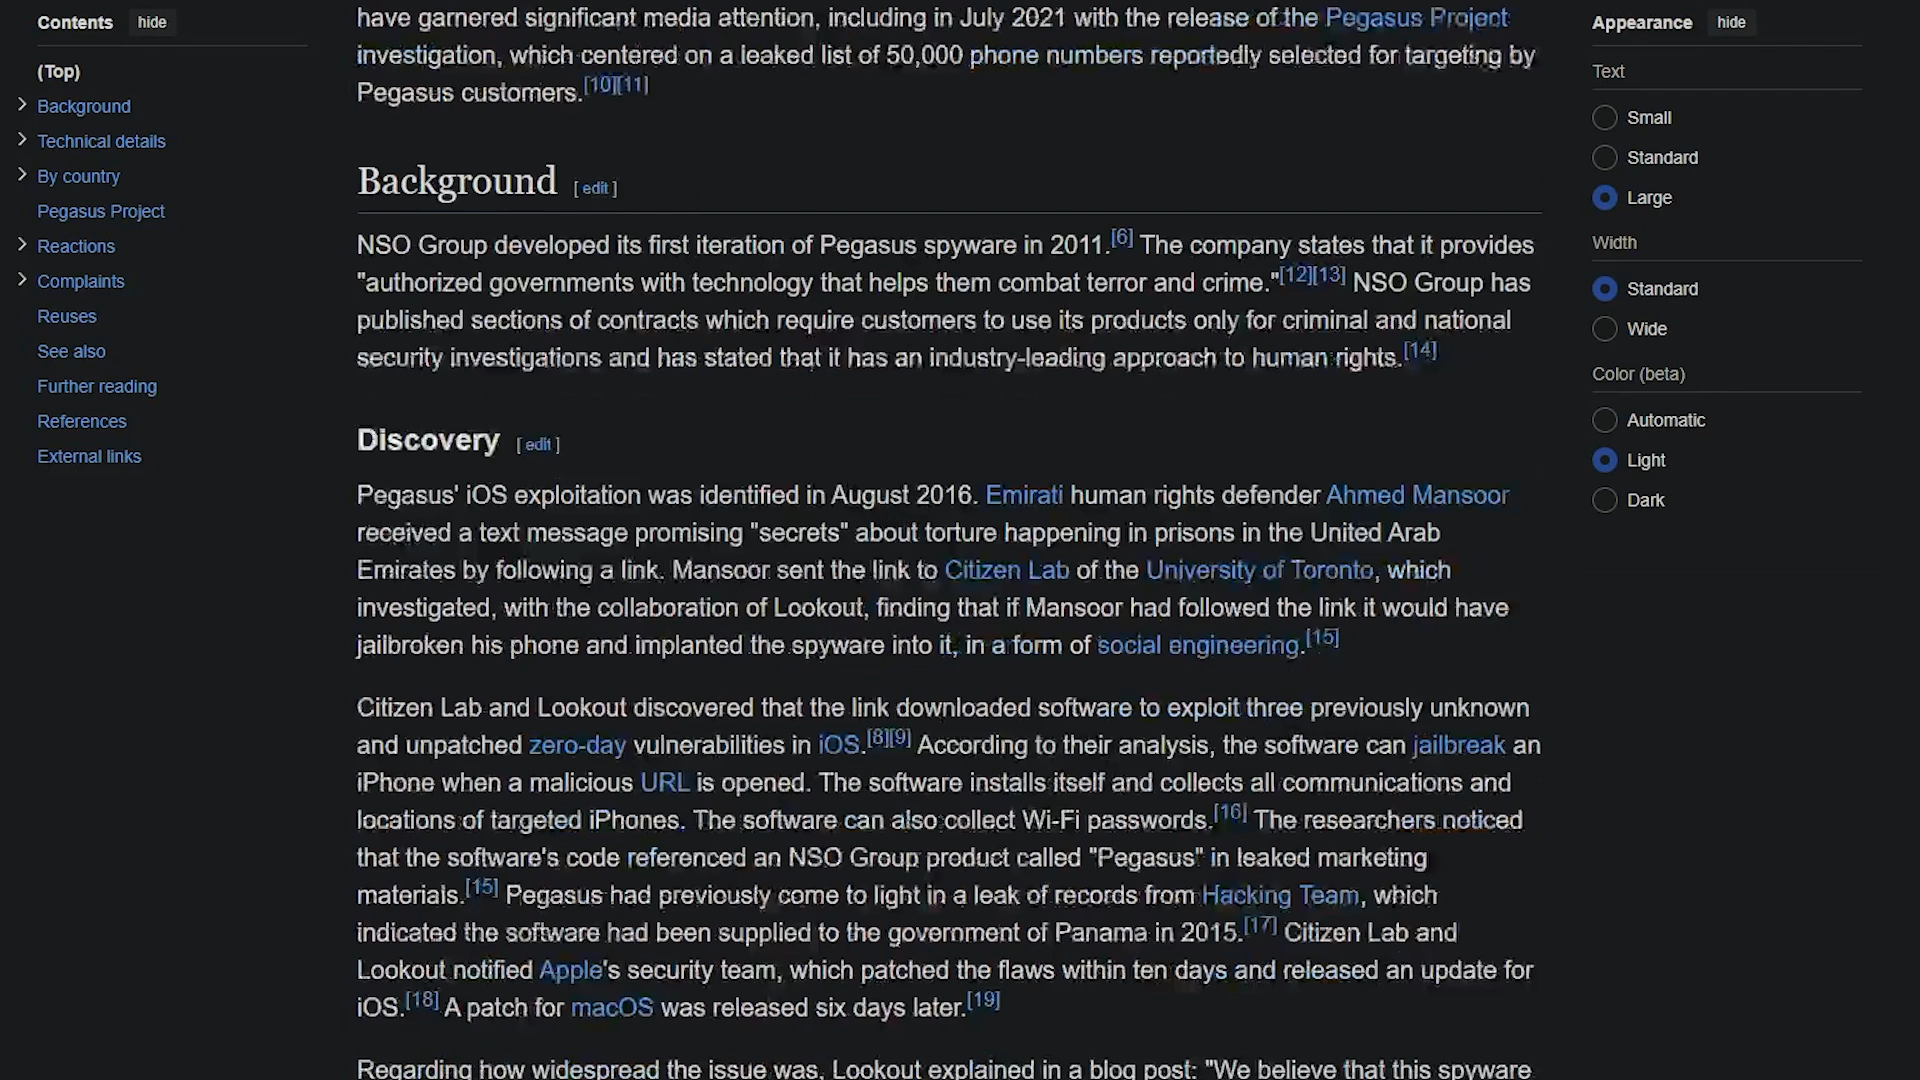 Contents hide
(Top)
Background
Technical details
By country
Pegasus Project
Reactions
Complaints
Reuses
See also
Further reading
References
External links
have garnered significant media attention, including in July 2021 with the release of the Pegasus Project
investigation, which centered on a leaked list of 50,000 phone numbers reportedly selected for targeting by
Pegasus customers.[10][11]
Background [ edit ]
NSO Group developed its first iteration of Pegasus spyware in 2011.[6] The company states that it provides
"authorized governments with technology that helps them combat terror and crime."[12][13] NSO Group has
published sections of contracts which require customers to use its products only for criminal and national
security investigations and has stated that it has an industry-leading approach to human rights.[14]
Discovery [ edit ]
Pegasus' iOS exploitation was identified in August 2016. Emirati human rights defender Ahmed Mansoor
received a text message promising "secrets" about torture happening in prisons in the United Arab
Emirates by following a link. Mansoor sent the link to Citizen Lab of the University of Toronto, which
investigated, with the collaboration of Lookout, finding that if Mansoor had followed the link it would have
jailbroken his phone and implanted the spyware into it, in a form of social engineering.[15]
Citizen Lab and Lookout discovered that the link downloaded software to exploit three previously unknown
and unpatched zero-day vulnerabilities in iOS.[8][9] According to their analysis, the software can jailbreak an
iPhone when a malicious URL is opened. The software installs itself and collects all communications and
locations of targeted iPhones. The software can also collect Wi-Fi passwords.[16] The researchers noticed
that the software's code referenced an NSO Group product called "Pegasus" in leaked marketing
materials.[15] Pegasus had previously come to light in a leak of records from Hacking Team, which
indicated the software had been supplied to the government of Panama in 2015.[17] Citizen Lab and
Lookout notified Apple's security team, which patched the flaws within ten days and released an update for
iOS.[18] A patch for macOS was released six days later.[19]
Regarding how widespread the issue was, Lookout explained in a blog post: "We believe that this spyware
Appearance hide
Text
Small
Standard
Large
Width
Standard
Wide
Color (beta)
Automatic
Light
Dark